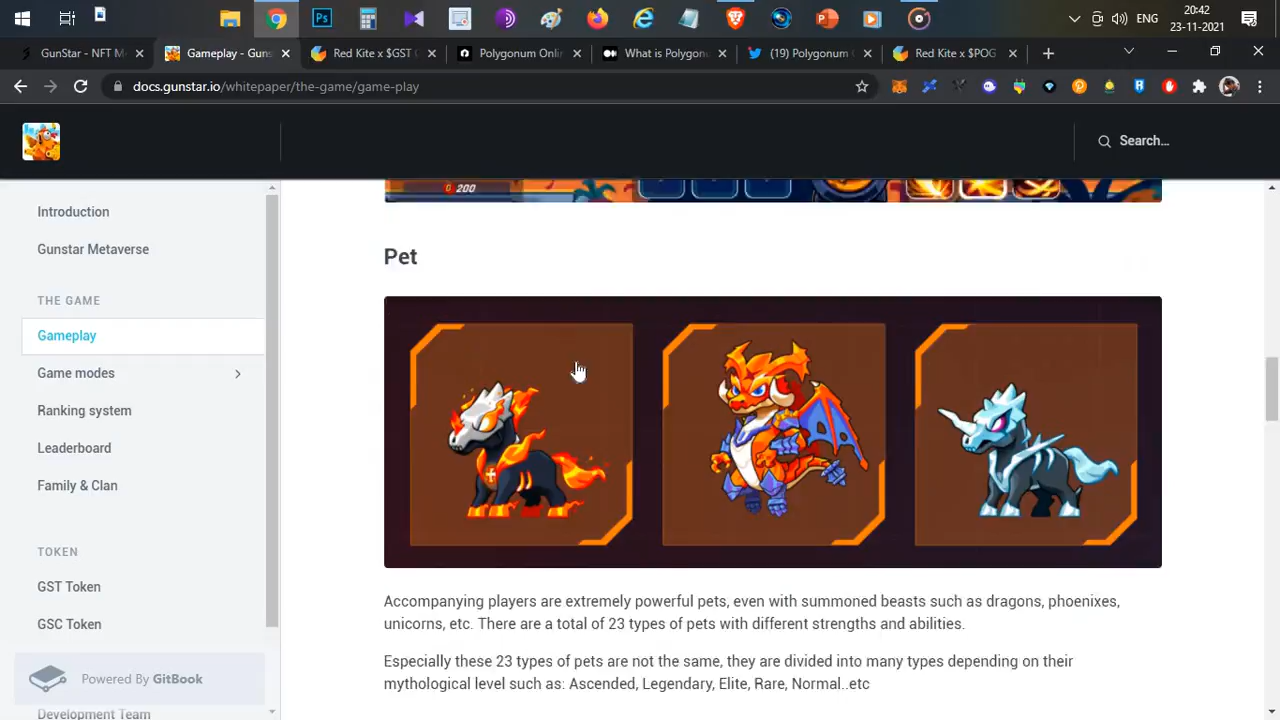 ENG
20:42
23-11-2021
GunStar - NFT M
Gameplay - Guns
Red Kite x $GST
Polygonum Onli
What is Polygonu
(19) Polygonum
Red Kite x $POG
docs.gunstar.io/whitepaper/the-game/game-play
Search...
Introduction
Gunstar Metaverse
THE GAME
Gameplay
Game modes
Ranking system
Leaderboard
Family & Clan
TOKEN
GST Token
GSC Token
Powered By GitBook
Development Team
200
Pet
Accompanying players are extremely powerful pets, even with summoned beasts such as dragons, phoenixes,
unicorns, etc. There are a total of 23 types of pets with different strengths and abilities.
Especially these 23 types of pets are not the same, they are divided into many types depending on their
mythological level such as: Ascended, Legendary, Elite, Rare, Normal..etc